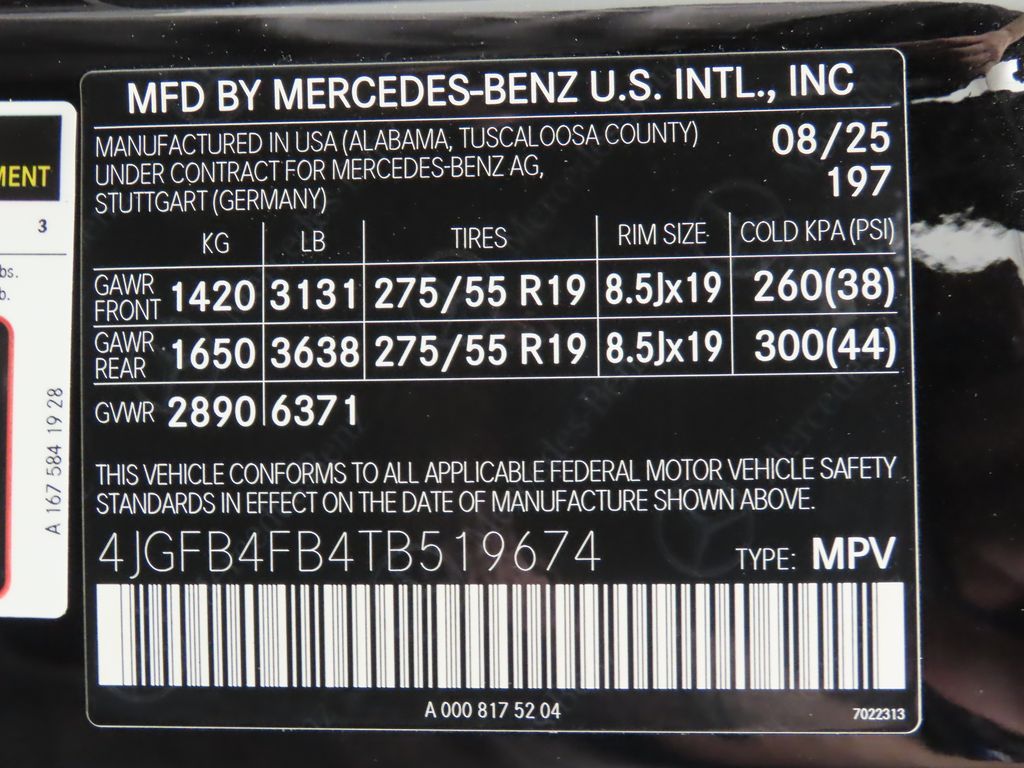 MFD BY MERCEDES-BENZ U.S. INTL., INC
MANUFACTURED IN USA (ALABAMA, TUSCALOOSA COUNTY) 08/25
UNDER CONTRACT FOR MERCEDES-BENZ AG, 197
STUTTGART (GERMANY)
KG LB TIRES RIM SIZE COLD KPA (PSI)
GAWR FRONT 1420 3131 275/55 R19 8.5Jx19 260(38)
GAWR REAR 1650 3638 275/55 R19 8.5Jx19 300(44)
GVWR 2890 6371
THIS VEHICLE CONFORMS TO ALL APPLICABLE FEDERAL MOTOR VEHICLE SAFETY
STANDARDS IN EFFECT ON THE DATE OF MANUFACTURE SHOWN ABOVE.
4JGFB4FB4TB519674 TYPE: MPV
A 000 817 52 04
7022313
MENT
3
lbs.
b.
A 167 584 19 28